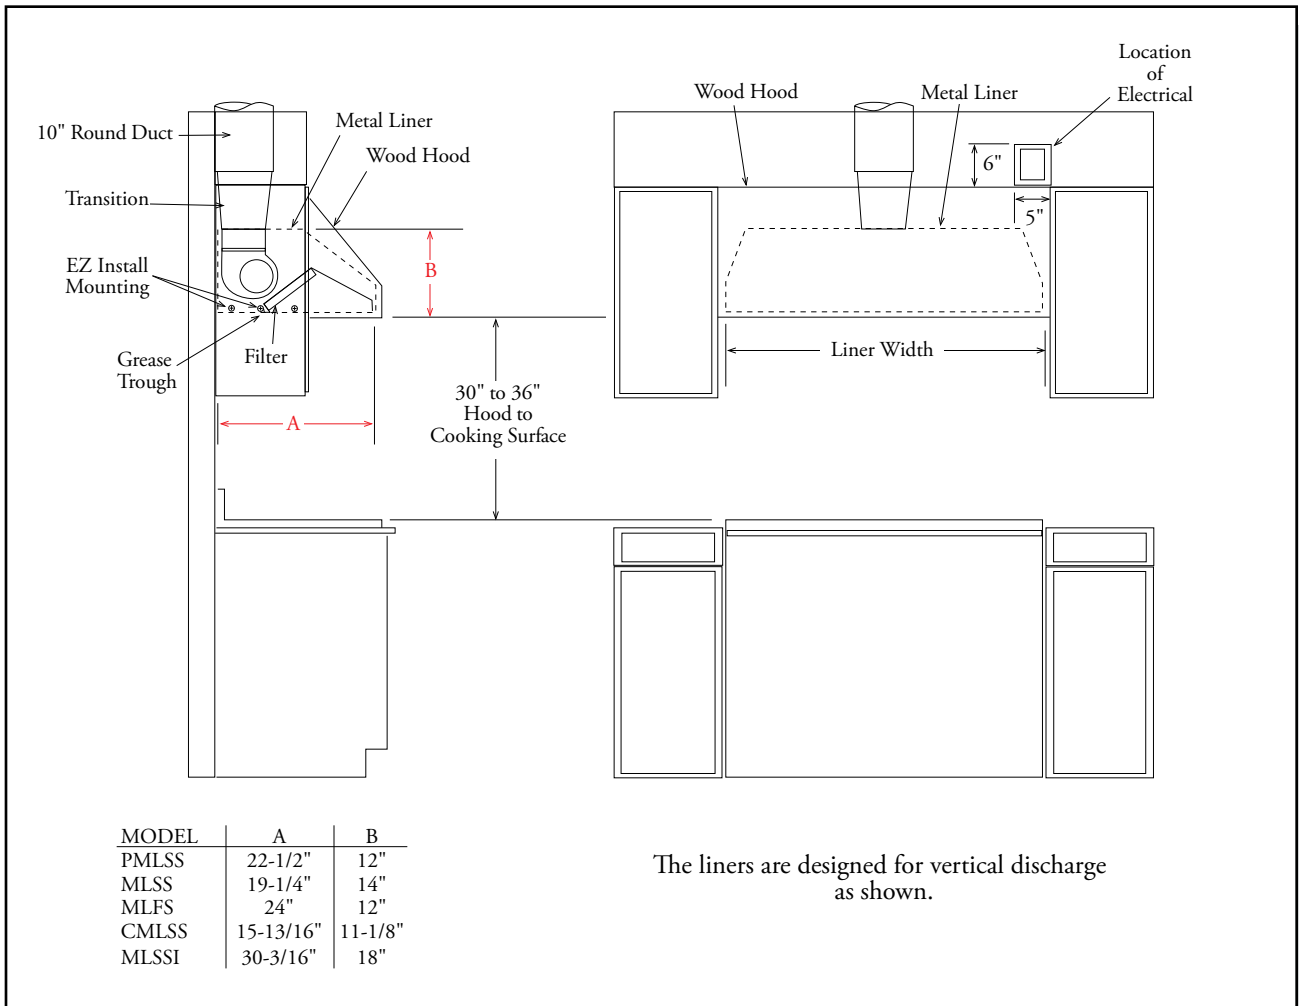 Location
of
Electrical
Wood Hood
Metal Liner
10" Round Duct
Metal Liner
Wood Hood
6"
Transition
5"
EZ Install
Mounting
B
Grease
Trough
Filter
Liner Width
30" to 36"
Hood to
Cooking Surface
A
MODEL A B
PMLSS 22-1/2" 12"
MLSS 19-1/4" 14"
MLFS 24" 12"
CMLSS 15-13/16" 11-1/8"
MLSSI 30-3/16" 18"
The liners are designed for vertical discharge
as shown.